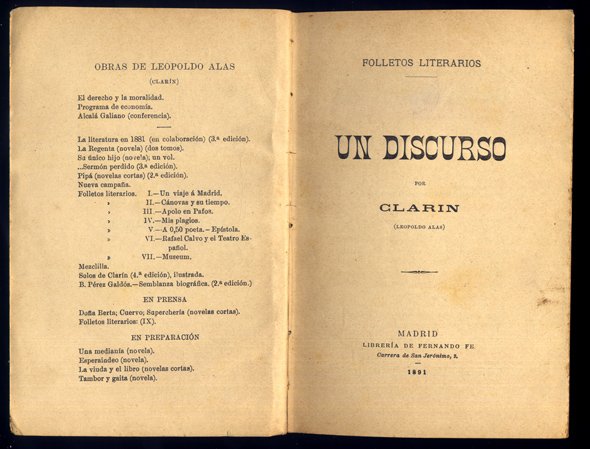 OBRAS DE LEOPOLDO ALAS
(CLARÍN)
El derecho y la moralidad.
Programa de economía.
Alcalá Galiano (conferencia).
La literatura en 1881 (en colaboración) (3.ª edición).
La Regenta (novela) (dos tomos).
Su único hijo (novela); un vol.
...Sermón perdido (3.ª edición).
Pipá (novelas cortas) (2.ª edición).
Nueva campaña.
Folletos literarios. I.—Un viaje á Madrid.
» II.—Cánovas y su tiempo.
» III.—Apolo en Pafos.
» IV.—Mis plagios.
» V—A 0,50 poeta.—Epístola.
» VI.—Rafael Calvo y el Teatro Es-
pañol.
» VII.—Museum.
Mezclilla.
Solos de Clarín (4.ª edición), ilustrada.
B. Pérez Galdós.—Semblanza biográfica. (2.ª edición.)
EN PRENSA
Doña Berta; Cuervo; Superchería (novelas cortas).
Folletos literarios: (IX).
EN PREPARACIÓN
Una medianía (novela).
Esperaindeo (novela).
La viuda y el libro (novelas cortas).
Tambor y gaita (novela).
FOLLETOS LITERARIOS
UN DISCURSO
POR
CLARIN
(LEOPOLDO ALAS)
MADRID
LIBRERÍA DE FERNANDO FE
Carrera de San Jerónimo, 2.
1891